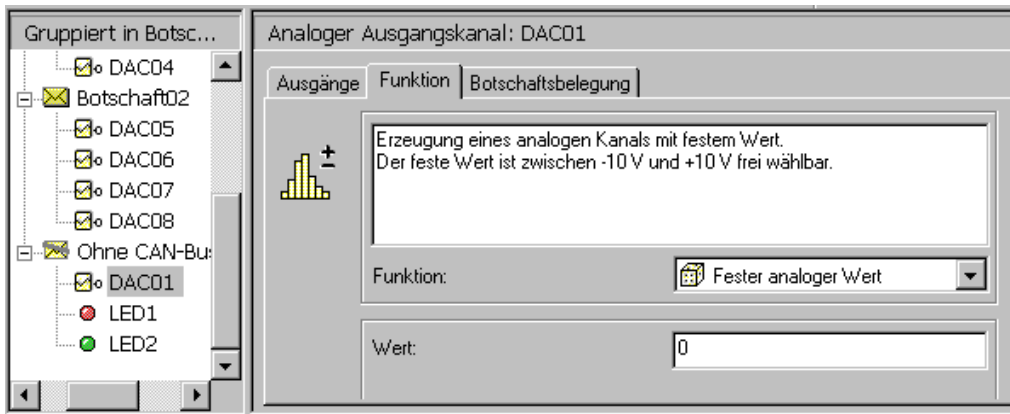 Gruppiert in Botsc...
DAC04
Botschaft02
DAC05
DAC06
DAC07
DAC08
Ohne CAN-Bu
DAC01
LED1
LED2
Analoger Ausgangskanal: DAC01
Ausgänge Funktion Botschaftsbelegung
±
Erzeugung eines analogen Kanals mit festem Wert.
Der feste Wert ist zwischen -10 V und +10 V frei wählbar.
Funktion: Fester analoger Wert
Wert: 0